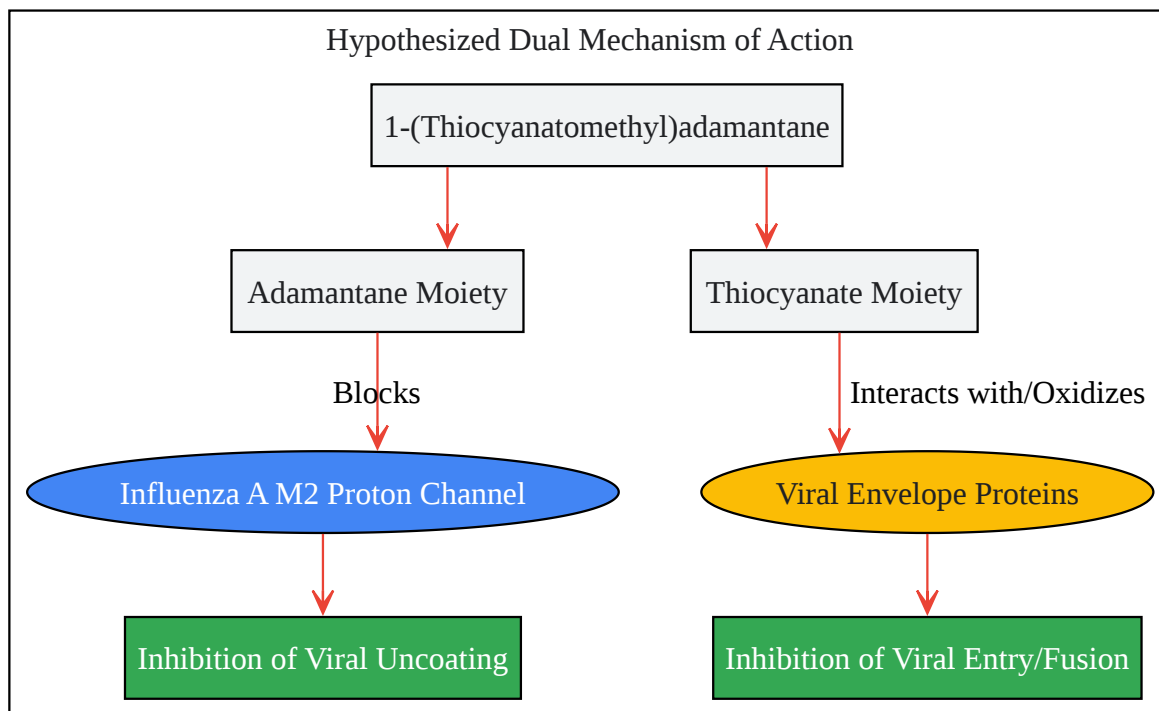 Hypothesized Dual Mechanism of Action
1-(Thiocyanatomethyl)adamantane
Adamantane Moiety
Thiocyanate Moiety
Blocks
Interacts with/Oxidizes
Influenza A M2 Proton Channel
Viral Envelope Proteins
Inhibition of Viral Uncoating
Inhibition of Viral Entry/Fusion